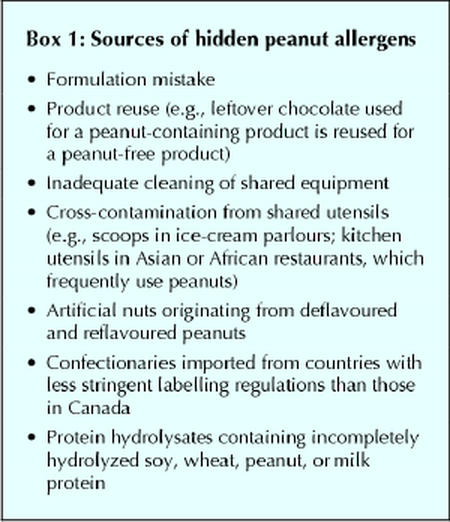 Box 1: Sources of hidden peanut allergens
• Formulation mistake
• Product reuse (e.g., leftover chocolate used
for a peanut-containing product is reused for
a peanut-free product)
• Inadequate cleaning of shared equipment
• Cross-contamination from shared utensils
(e.g., scoops in ice-cream parlours; kitchen
utensils in Asian or African restaurants, which
frequently use peanuts)
• Artificial nuts originating from deflavoured
and reflavoured peanuts
• Confectionaries imported from countries with
less stringent labelling regulations than those
in Canada
• Protein hydrolysates containing incompletely
hydrolyzed soy, wheat, peanut, or milk
protein